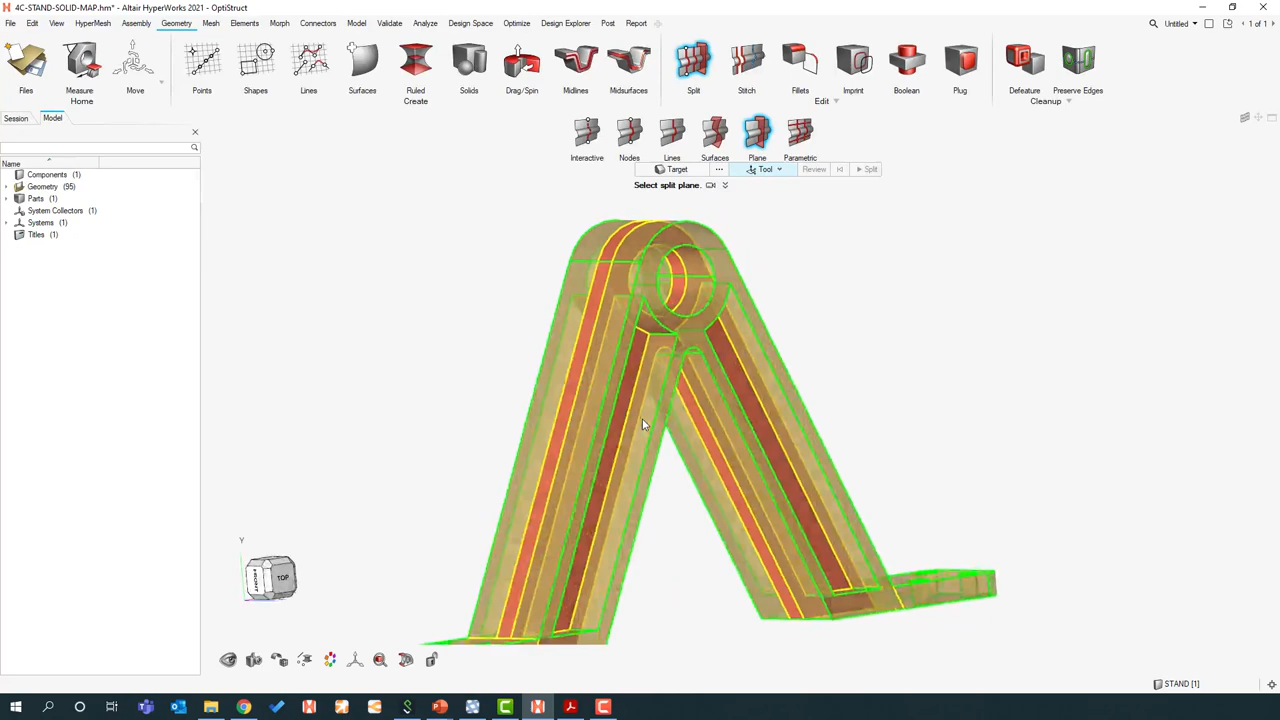 4C-STAND-SOLID-MAP.hm* - Altair HyperWorks 2021 - OptiStruct
File Edit View HyperMesh Assembly Geometry Mesh Elements Morph Connectors Model Validate Analyze Design Space Optimize Design Explorer Post Report
Untitled 1 of 1
Files Measure Move Points Shapes Lines Surfaces Ruled Solids Drag/Spin Midlines Midsurfaces Split Stitch Fillets Imprint Boolean Plug Defeature Preserve Edges
Home Create Edit Cleanup
Session Model
Interactive Nodes Lines Surfaces Plane Parametric
Target ... Tool Review Split
Select split plane.
Name
Components (1)
Geometry (95)
Parts (1)
System Collectors (1)
Systems (1)
Titles (1)
Y
FRONT TOP
STAND [1]